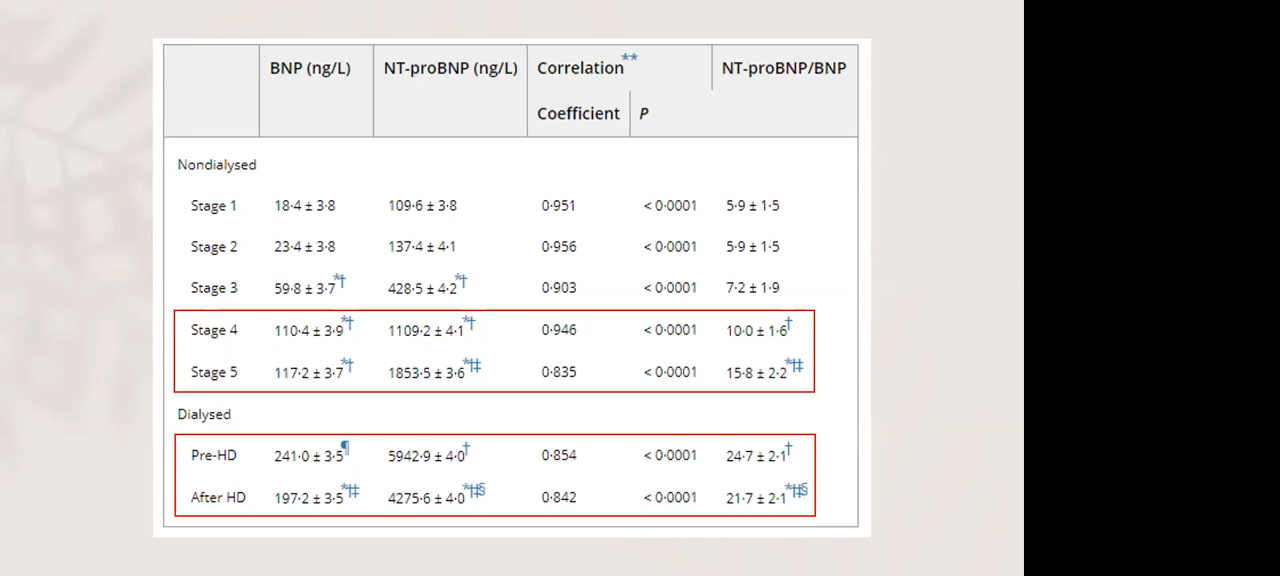 BNP (ng/L) NT-proBNP (ng/L) Correlation** NT-proBNP/BNP
Coefficient P
Nondialysed
Stage 1 18·4 ± 3·8 109·6 ± 3·8 0·951 < 0·0001 5·9 ± 1·5
Stage 2 23·4 ± 3·8 137·4 ± 4·1 0·956 < 0·0001 5·9 ± 1·5
Stage 3 59·8 ± 3·7*† 428·5 ± 4·2*† 0·903 < 0·0001 7·2 ± 1·9
Stage 4 110·4 ± 3·9*† 1109·2 ± 4·1*† 0·946 < 0·0001 10·0 ± 1·6†
Stage 5 117·2 ± 3·7*† 1853·5 ± 3·6*†‡ 0·835 < 0·0001 15·8 ± 2·2*†‡
Dialysed
Pre-HD 241·0 ± 3·5¶ 5942·9 ± 4·0† 0·854 < 0·0001 24·7 ± 2·1†
After HD 197·2 ± 3·5*†‡ 4275·6 ± 4·0*†‡§ 0·842 < 0·0001 21·7 ± 2·1*†‡§